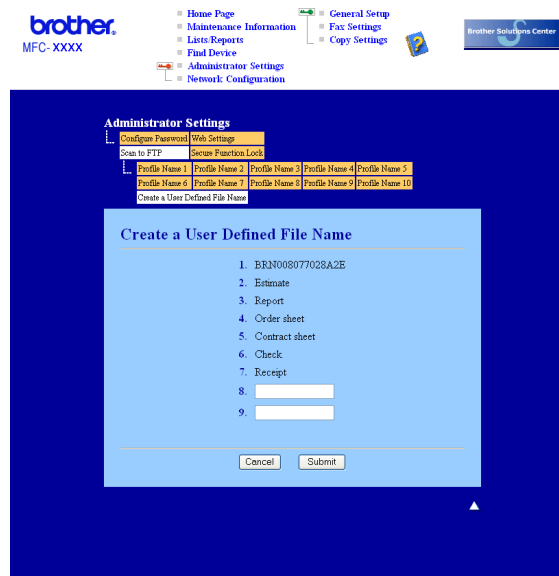 brother®
MFC- XXXX
Home Page
Maintenance Information
Lists/Reports
Find Device
Administrator Settings
Network Configuration
General Setup
Fax Settings
Copy Settings
?
Brother Solutions Center
Administrator Settings
Configure Password Web Settings
Scan to FTP Secure Function Lock
Profile Name 1 Profile Name 2 Profile Name 3 Profile Name 4 Profile Name 5
Profile Name 6 Profile Name 7 Profile Name 8 Profile Name 9 Profile Name 10
Create a User Defined File Name
Create a User Defined File Name
1. BRN008077028A2E
2. Estimate
3. Report
4. Order sheet
5. Contract sheet
6. Check
7. Receipt
8.
9.
Cancel Submit